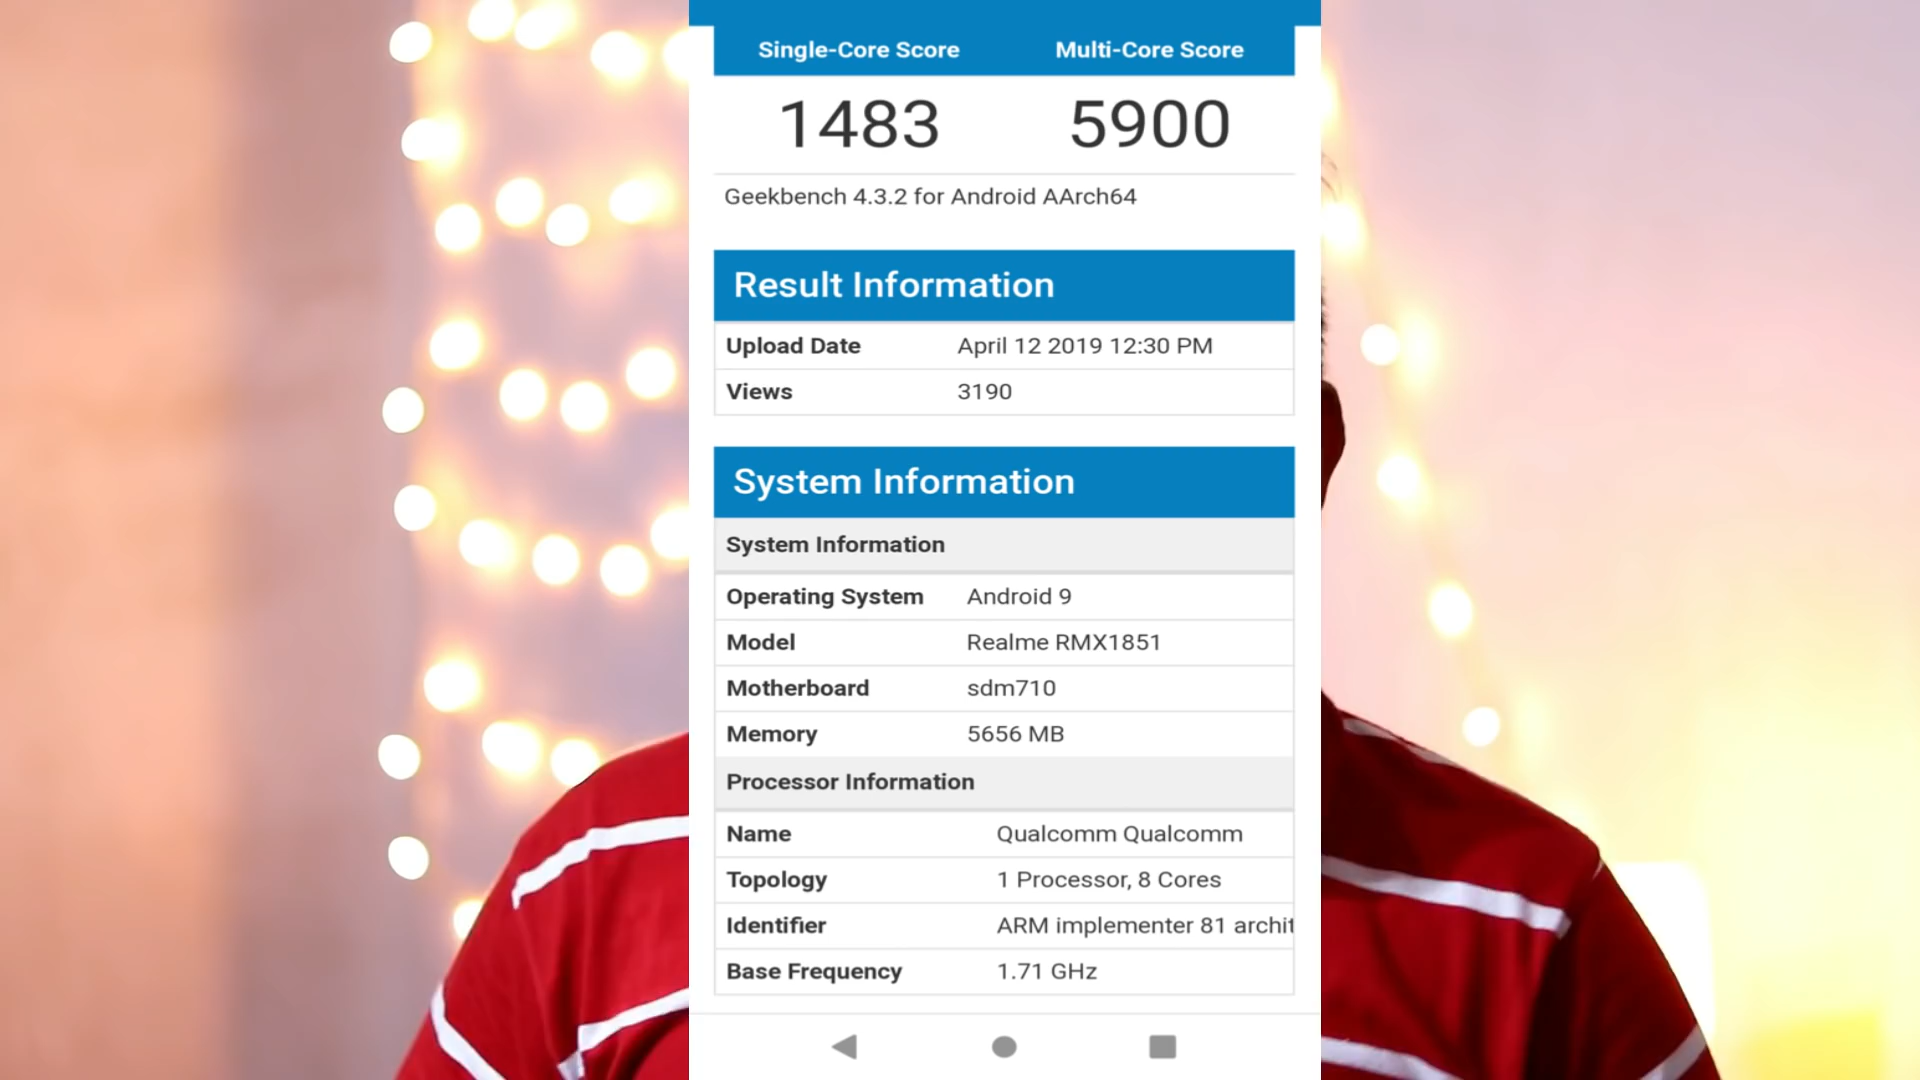 Single-Core Score Multi-Core Score
1483 5900
Geekbench 4.3.2 for Android AArch64
Result Information
Upload Date April 12 2019 12:30 PM
Views 3190
System Information
System Information
Operating System Android 9
Model Realme RMX1851
Motherboard sdm710
Memory 5656 MB
Processor Information
Name Qualcomm Qualcomm
Topology 1 Processor, 8 Cores
Identifier ARM implementer 81 archit
Base Frequency 1.71 GHz